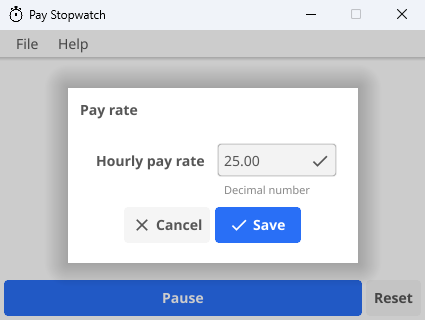 Pay Stopwatch
File Help
Pay rate
Hourly pay rate 25.00
Decimal number
Cancel Save
Pause Reset